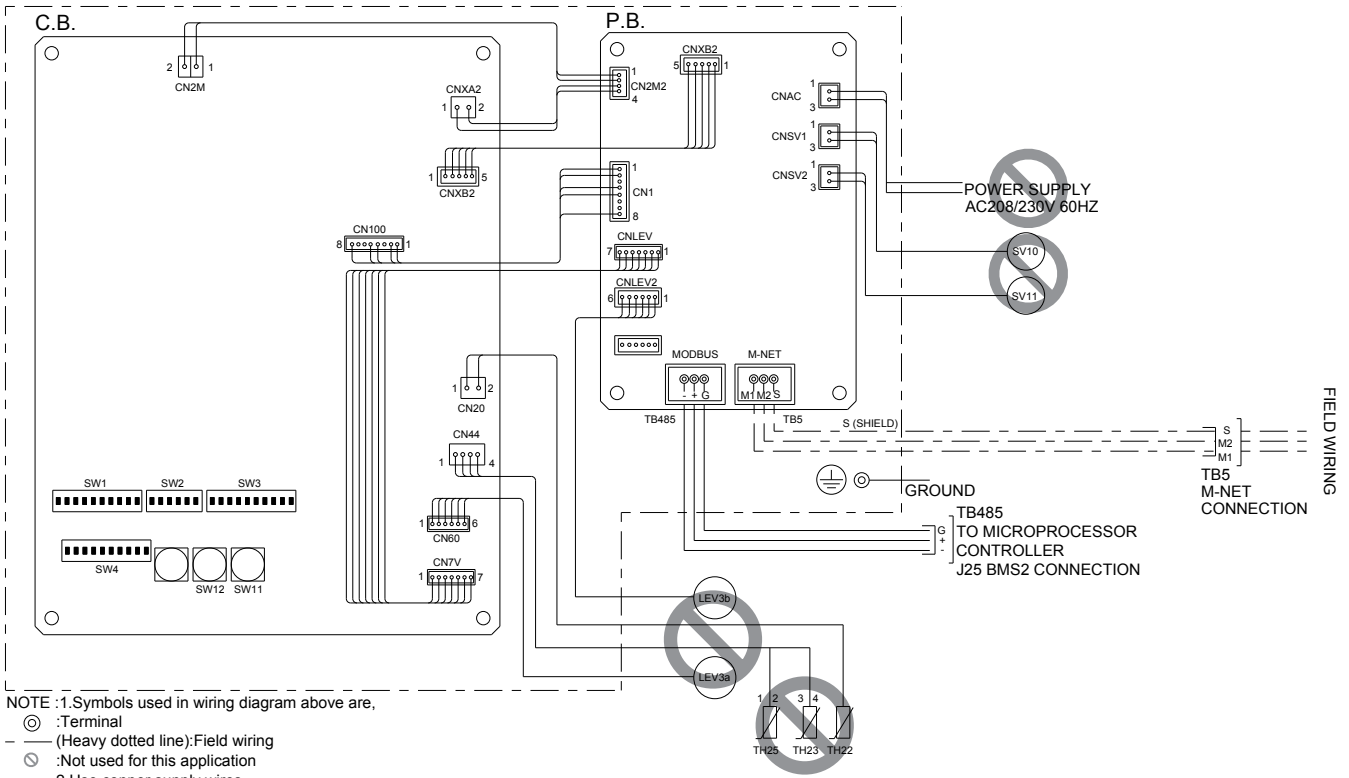 C.B.
P.B.
2 1
CN2M
CNXA2
1 2
1 5
CNXB2
CN100
8 1
1 2
CN20
CN44
1 4
1 6
CN60
CN7V
1 7
SW1 SW2 SW3
SW4
SW12 SW11
CNXB2
5 1
1
CN2M2
4
1
CN1
8
CNLEV
7 1
CNLEV2
6 1
CNAC
1
3
CNSV1
1
3
CNSV2
1
3
MODBUS M-NET
- + G M1 M2 S
TB485 TB5
S (SHIELD)
POWER SUPPLY
AC208/230V 60HZ
SV10
SV11
S
M2
M1
TB5
M-NET
CONNECTION
FIELD WIRING
GROUND
TB485
G
+
-
TO MICROPROCESSOR
CONTROLLER
J25 BMS2 CONNECTION
LEV3b
LEV3a
1 2 3 4
TH25 TH23 TH22
NOTE :1.Symbols used in wiring diagram above are,
:Terminal
(Heavy dotted line):Field wiring
:Not used for this application